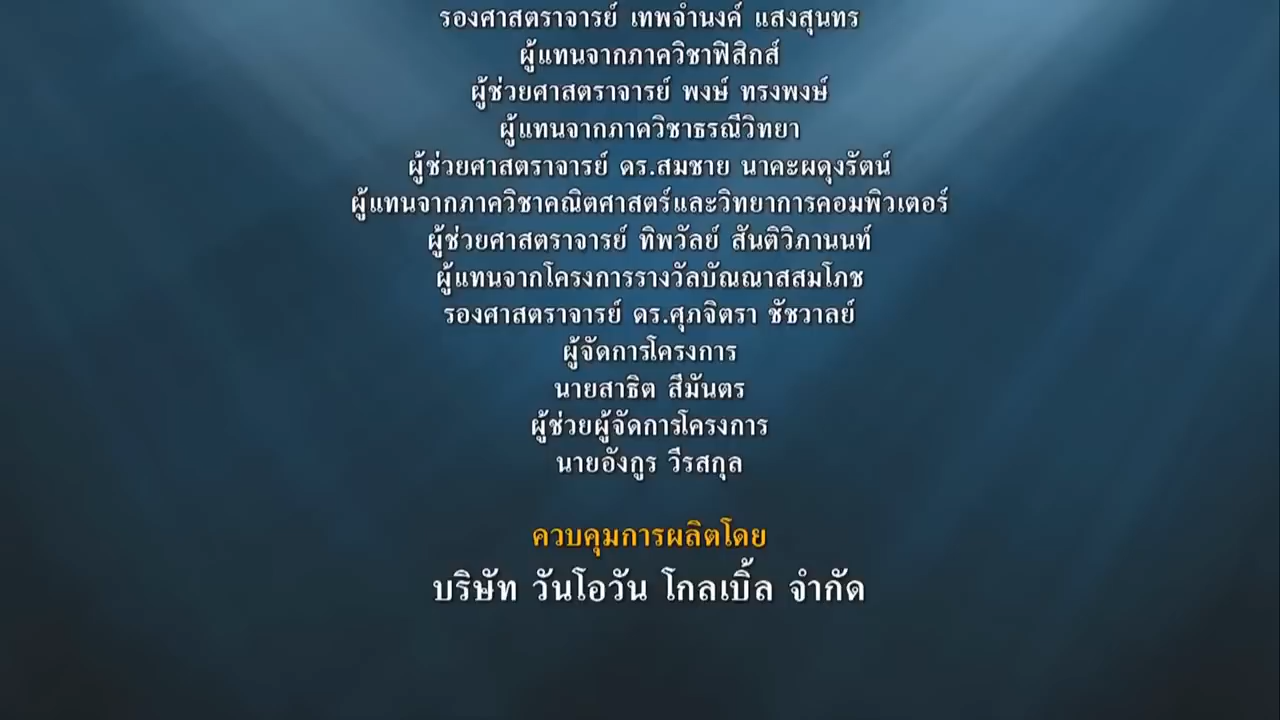 รองศาสตราจารย์ เทพจำนงค์ แสงสุนทร
ผู้แทนจากภาควิชาฟิสิกส์
ผู้ช่วยศาสตราจารย์ พงษ์ ทรงพงษ์
ผู้แทนจากภาควิชาธรณีวิทยา
ผู้ช่วยศาสตราจารย์ ดร.สมชาย นาคะผดุงรัตน์
ผู้แทนจากภาควิชาคณิตศาสตร์และวิทยาการคอมพิวเตอร์
ผู้ช่วยศาสตราจารย์ ทิพวัลย์ สันติวิภานนท์
ผู้แทนจากโครงการรางวัลบัณณาสสมโภช
รองศาสตราจารย์ ดร.ศุภจิตรา ชัชวาลย์
ผู้จัดการโครงการ
นายสาธิต สีมันตร
ผู้ช่วยผู้จัดการโครงการ
นายอังกูร วีรสกุล
ควบคุมการผลิตโดย
บริษัท วันโอวัน โกลเบิ้ล จำกัด